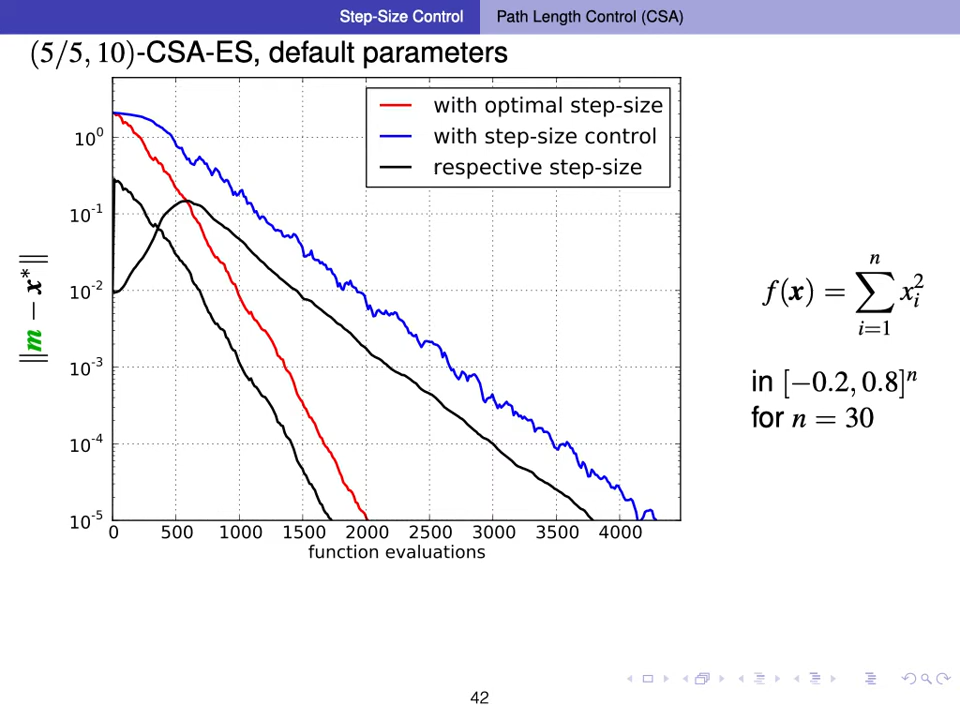 Step-Size Control Path Length Control (CSA)
(5/5, 10)-CSA-ES, default parameters
with optimal step-size
with step-size control
respective step-size
10^0
10^-1
10^-2
10^-3
10^-4
10^-5
‖m − x*‖
0 500 1000 1500 2000 2500 3000 3500 4000
function evaluations
f(x) = ∑_{i=1}^{n} x_i^2
in [−0.2, 0.8]^n
for n = 30
42